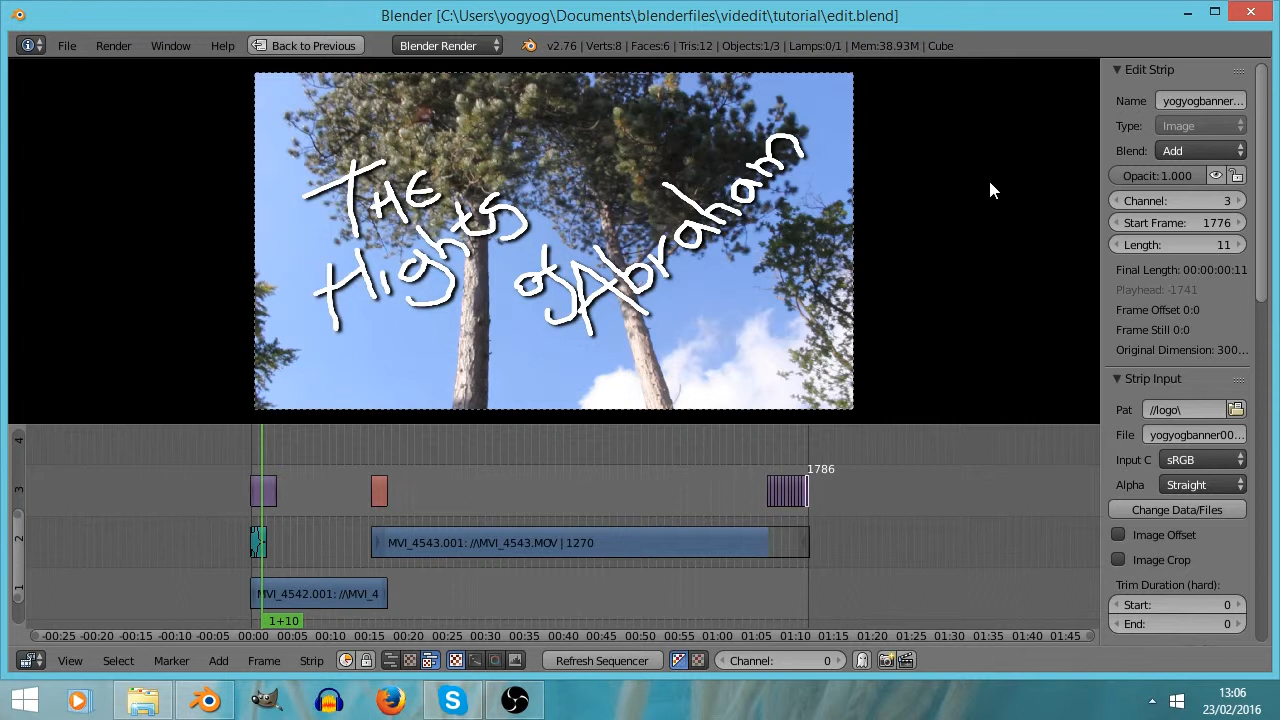 Blender [C:\Users\yogyog\Documents\blenderfiles\videdit\tutorial\edit.blend]
File Render Window Help Back to Previous Blender Render v2.76 | Verts:8 | Faces:6 | Tris:12 | Objects:1/3 | Lamps:0/1 | Mem:38.93M | Cube
THE
Hights
of Abraham
Edit Strip
Name yogyogbanner...
Type: Image
Blend: Add
Opacit: 1.000
Channel: 3
Start Frame: 1776
Length: 11
Final Length: 00:00:00:11
Playhead: -1741
Frame Offset 0:0
Frame Still 0:0
Original Dimension: 300...
Strip Input
Pat //logo\
File yogyogbanner00...
Input C sRGB
Alpha Straight
Change Data/Files
Image Offset
Image Crop
Trim Duration (hard):
Start: 0
End: 0
4
1786
3
2 MVI_4543.001: //MVI_4543.MOV | 1270
1 MVI_4542.001: //MVI_4
1+10
-00:25 -00:20 -00:15 -00:10 -00:05 00:00 00:05 00:10 00:15 00:20 00:25 00:30 00:35 00:40 00:45 00:50 00:55 01:00 01:05 01:10 01:15 01:20 01:25 01:30 01:35 01:40 01:45
View Select Marker Add Frame Strip Refresh Sequencer Channel: 0
13:06
23/02/2016